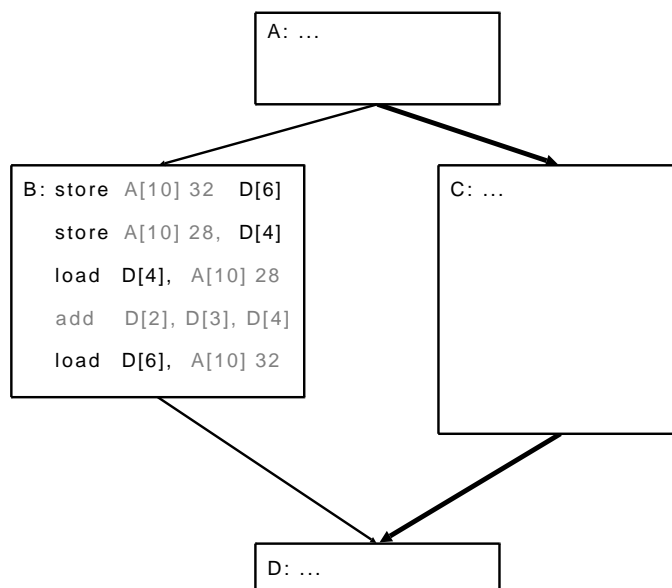 A: ...
B: store A[10] 32 D[6]
store A[10] 28, D[4]
load D[4], A[10] 28
add D[2], D[3], D[4]
load D[6], A[10] 32
C: ...
D: ...